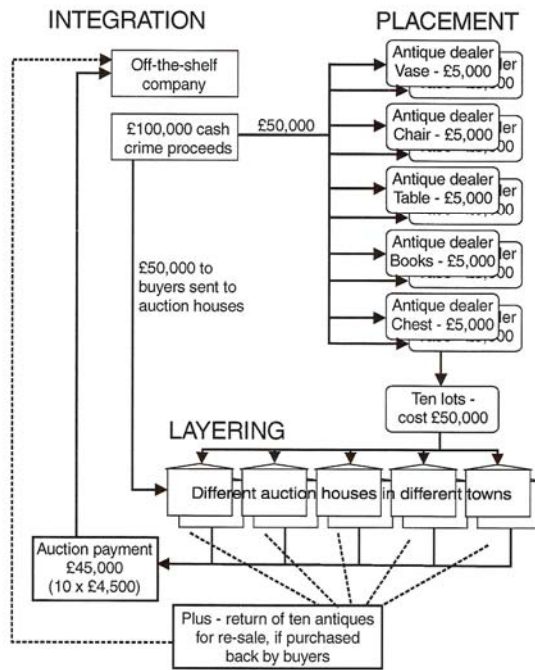 INTEGRATION
PLACEMENT
Off-the-shelf
company
£100,000 cash
crime proceeds
£50,000
Antique dealer
Vase - £5,000
Antique dealer
Chair - £5,000
Antique dealer
Table - £5,000
Antique dealer
Books - £5,000
Antique dealer
Chest - £5,000
£50,000 to
buyers sent to
auction houses
Ten lots -
cost £50,000
LAYERING
Different auction houses in different towns
Auction payment
£45,000
(10 x £4,500)
Plus - return of ten antiques
for re-sale, if purchased
back by buyers